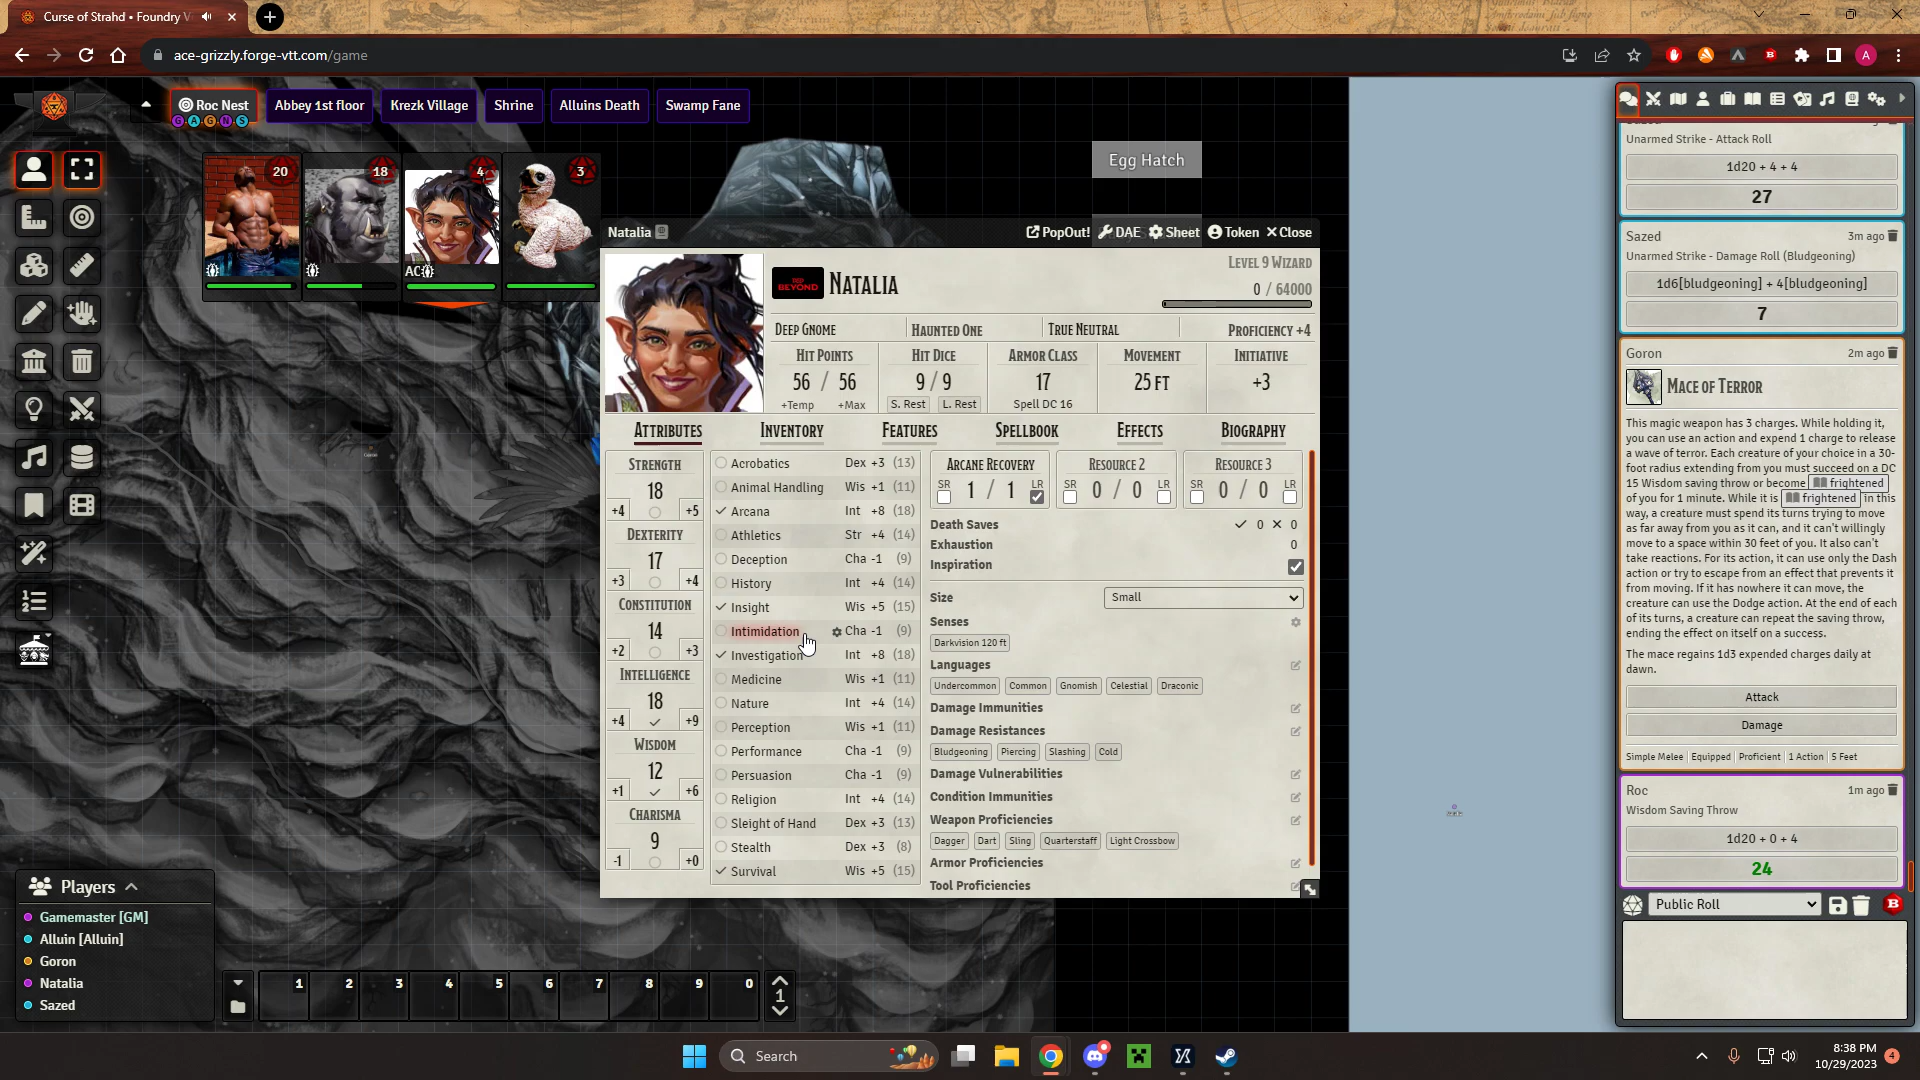 Curse of Strahd • Foundry V
ace-grizzly.forge-vtt.com/game
Roc Nest
Abbey 1st floor
Krezk Village
Shrine
Alluins Death
Swamp Fane
G A G N S
20
18
4
3
AC
Egg Hatch
Natalia
PopOut!
DAE
Sheet
Token
Close
BEYOND
Natalia
Level 9 Wizard
0 / 64000
Deep Gnome
Haunted One
True Neutral
Proficiency +4
Hit Points
56 / 56
+Temp +Max
Hit Dice
9 / 9
S. Rest L. Rest
Armor Class
17
Spell DC 16
Movement
25 ft
Initiative
+3
Attributes
Inventory
Features
Spellbook
Effects
Biography
Strength
18
+4 +5
Dexterity
17
+3 +4
Constitution
14
+2 +3
Intelligence
18
+4 +9
Wisdom
12
+1 +6
Charisma
9
-1 +0
Acrobatics Dex +3 (13)
Animal Handling Wis +1 (11)
Arcana Int +8 (18)
Athletics Str +4 (14)
Deception Cha -1 (9)
History Int +4 (14)
Insight Wis +5 (15)
Intimidation Cha -1 (9)
Investigation Int +8 (18)
Medicine Wis +1 (11)
Nature Int +4 (14)
Perception Wis +1 (11)
Performance Cha -1 (9)
Persuasion Cha -1 (9)
Religion Int +4 (14)
Sleight of Hand Dex +3 (13)
Stealth Dex +3 (8)
Survival Wis +5 (15)
Arcane Recovery
SR 1 / 1 LR
Resource 2
SR 0 / 0 LR
Resource 3
SR 0 / 0 LR
Death Saves 0 0
Exhaustion 0
Inspiration
Size Small
Senses
Darkvision 120 ft
Languages
Undercommon Common Gnomish Celestial Draconic
Damage Immunities
Damage Resistances
Bludgeoning Piercing Slashing Cold
Damage Vulnerabilities
Condition Immunities
Weapon Proficiencies
Dagger Dart Sling Quarterstaff Light Crossbow
Armor Proficiencies
Tool Proficiencies
Unarmed Strike - Attack Roll
1d20 + 4 + 4
27
Sazed 3m ago
Unarmed Strike - Damage Roll (Bludgeoning)
1d6[bludgeoning] + 4[bludgeoning]
7
Goron 2m ago
Mace of Terror
This magic weapon has 3 charges. While holding it,
you can use an action and expend 1 charge to release
a wave of terror. Each creature of your choice in a 30-
foot radius extending from you must succeed on a DC
15 Wisdom saving throw or become frightened
of you for 1 minute. While it is frightened in this
way, a creature must spend its turns trying to move
as far away from you as it can, and it can't willingly
move to a space within 30 feet of you. It also can't
take reactions. For its action, it can use only the Dash
action or try to escape from an effect that prevents it
from moving. If it has nowhere it can move, the
creature can use the Dodge action. At the end of each
of its turns, a creature can repeat the saving throw,
ending the effect on itself on a success.
The mace regains 1d3 expended charges daily at
dawn.
Attack
Damage
Simple Melee Equipped Proficient 1 Action 5 Feet
Roc 1m ago
Wisdom Saving Throw
1d20 + 0 + 4
24
Public Roll
B
Players
Gamemaster [GM]
Alluin [Alluin]
Goron
Natalia
Sazed
1 2 3 4 5 6 7 8 9 0
1
Search
8:38 PM
10/29/2023
4